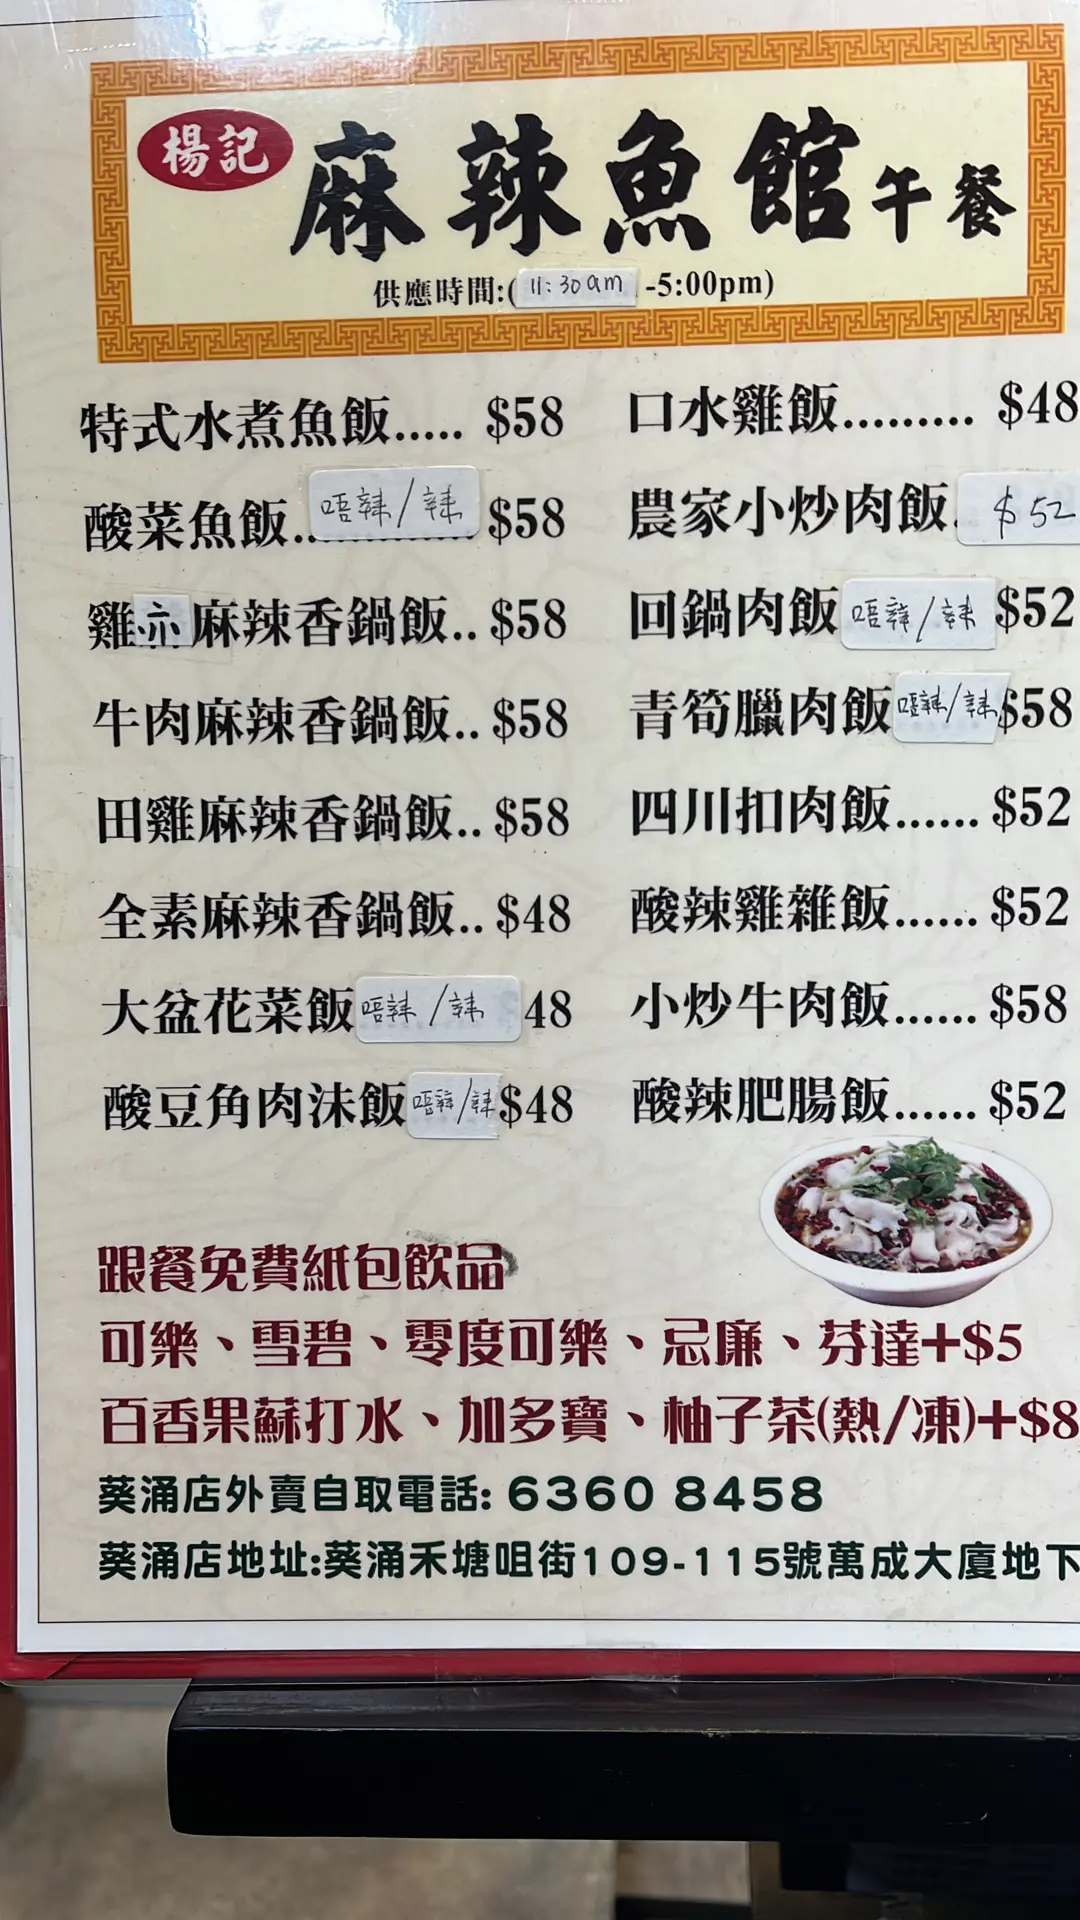 楊記
麻辣魚館午餐
供應時間:(11:30am-5:00pm)
特式水煮魚飯..... $58
酸菜魚飯..唔辣/辣 $58
雞亦麻辣香鍋飯.. $58
牛肉麻辣香鍋飯.. $58
田雞麻辣香鍋飯.. $58
全素麻辣香鍋飯.. $48
大盆花菜飯 唔辣/辣 48
酸豆角肉沫飯 唔辣/辣 $48
口水雞飯......... $48
農家小炒肉飯. $52
回鍋肉飯 唔辣/辣 $52
青筍臘肉飯 唔辣/辣 $58
四川扣肉飯...... $52
酸辣雞雜飯...... $52
小炒牛肉飯...... $58
酸辣肥腸飯...... $52
跟餐免費紙包飲品
可樂、雪碧、零度可樂、忌廉、芬達+$5
百香果蘇打水、加多寶、柚子茶(熱/凍)+$8
葵涌店外賣自取電話: 6360 8458
葵涌店地址:葵涌禾塘咀街109-115號萬成大廈地下